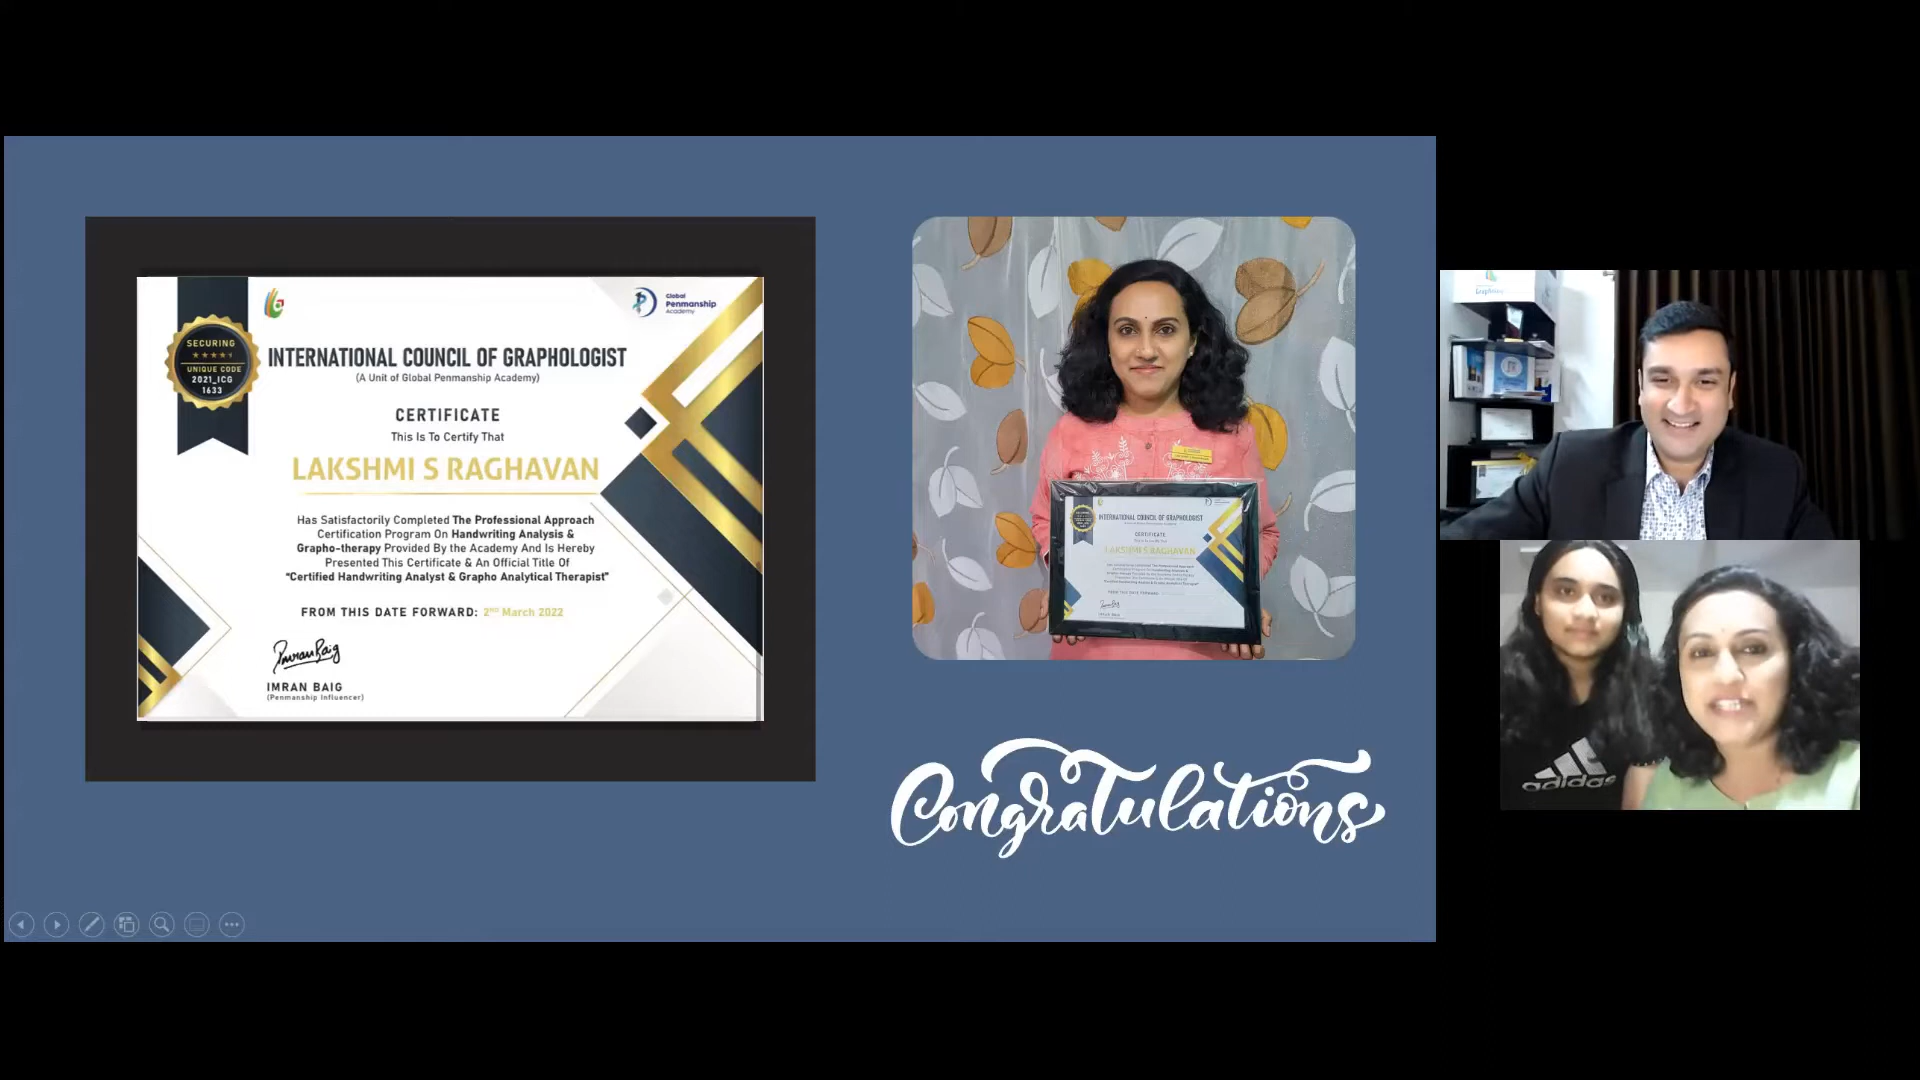 SECURING
UNIQUE CODE
2021_ICG
1633
Global
Penmanship
Academy
INTERNATIONAL COUNCIL OF GRAPHOLOGIST
(A Unit of Global Penmanship Academy)
CERTIFICATE
This Is To Certify That
LAKSHMI S RAGHAVAN
Has Satisfactorily Completed The Professional Approach
Certification Program On Handwriting Analysis &
Grapho-therapy Provided By the Academy And Is Hereby
Presented This Certificate & An Official Title Of
"Certified Handwriting Analyst & Grapho Analytical Therapist"
FROM THIS DATE FORWARD: 2ND March 2022
Imran Baig
IMRAN BAIG
(Penmanship Influencer)
INTERNATIONAL COUNCIL OF GRAPHOLOGIST
CERTIFICATE
LAKSHMI S RAGHAVAN
Congratulations
adidas